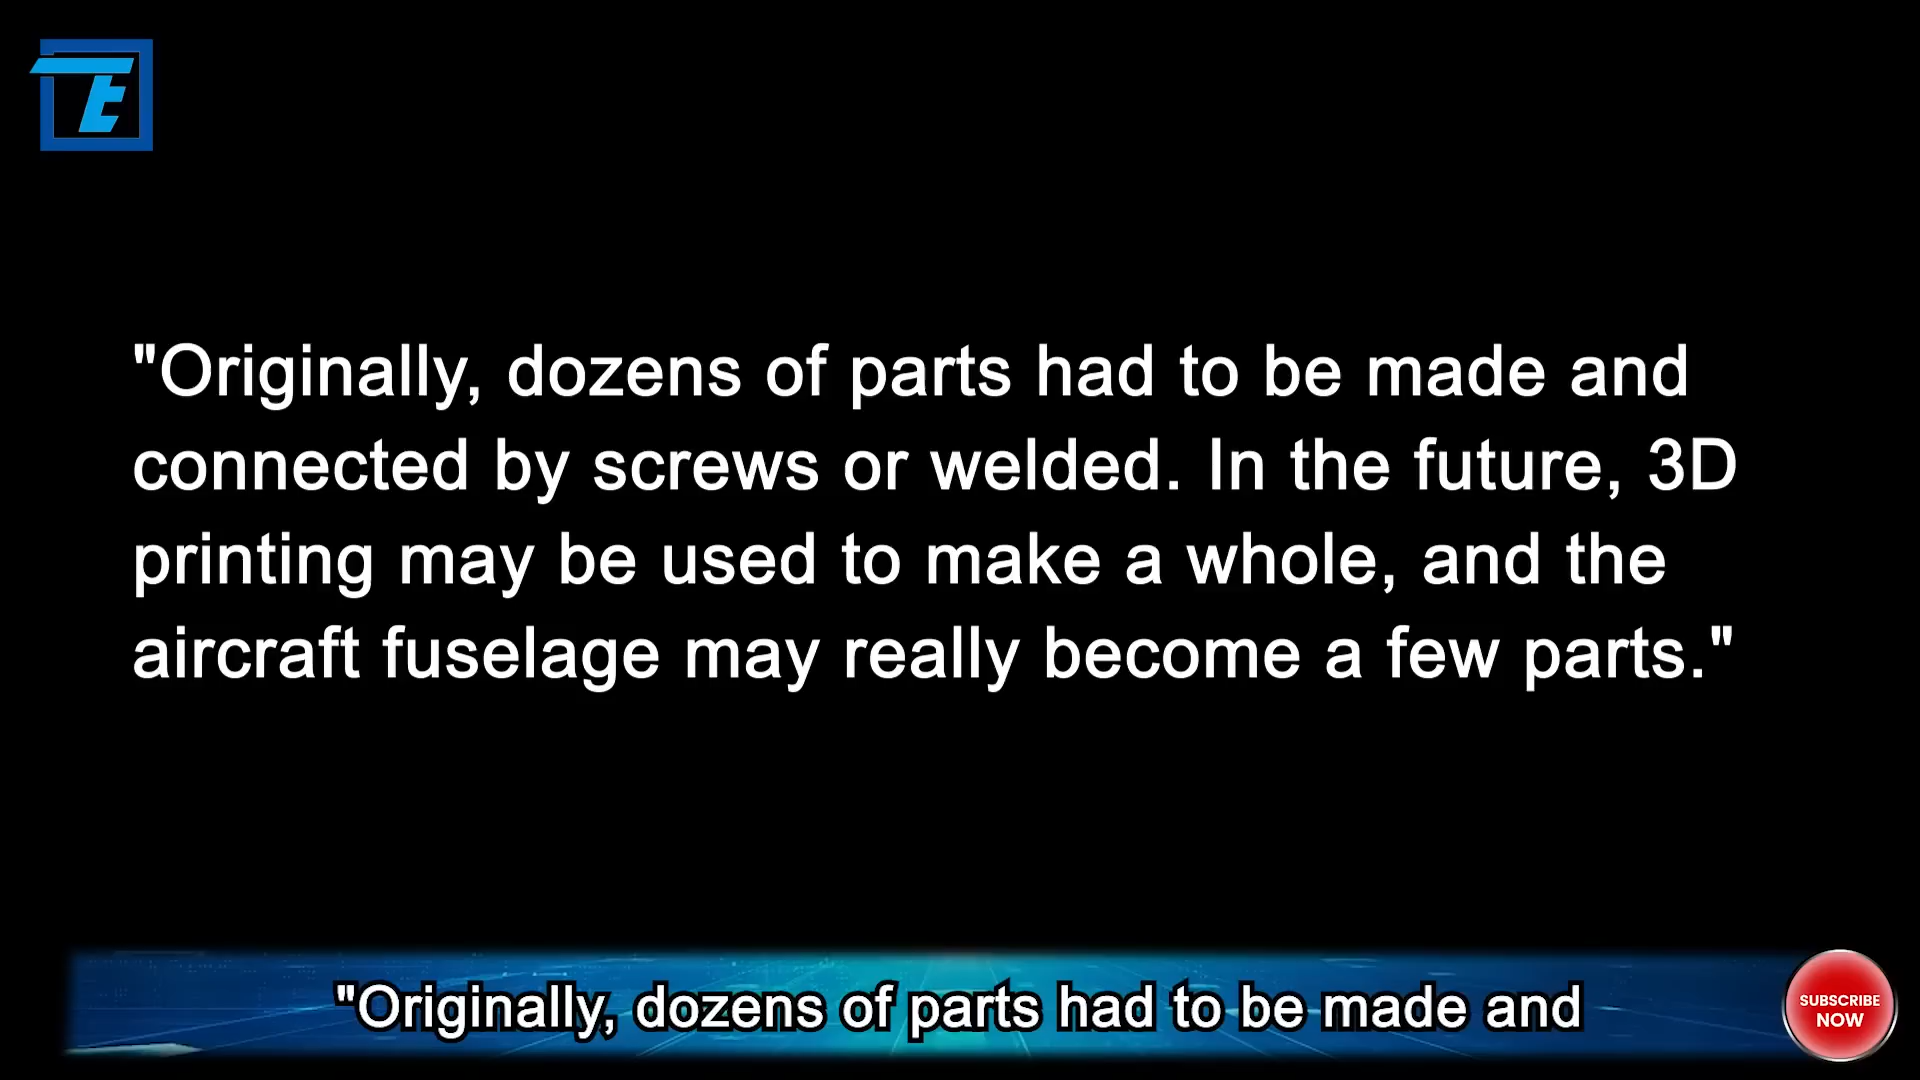 TE
"Originally, dozens of parts had to be made and
connected by screws or welded. In the future, 3D
printing may be used to make a whole, and the
aircraft fuselage may really become a few parts."
"Originally, dozens of parts had to be made and
SUBSCRIBE
NOW